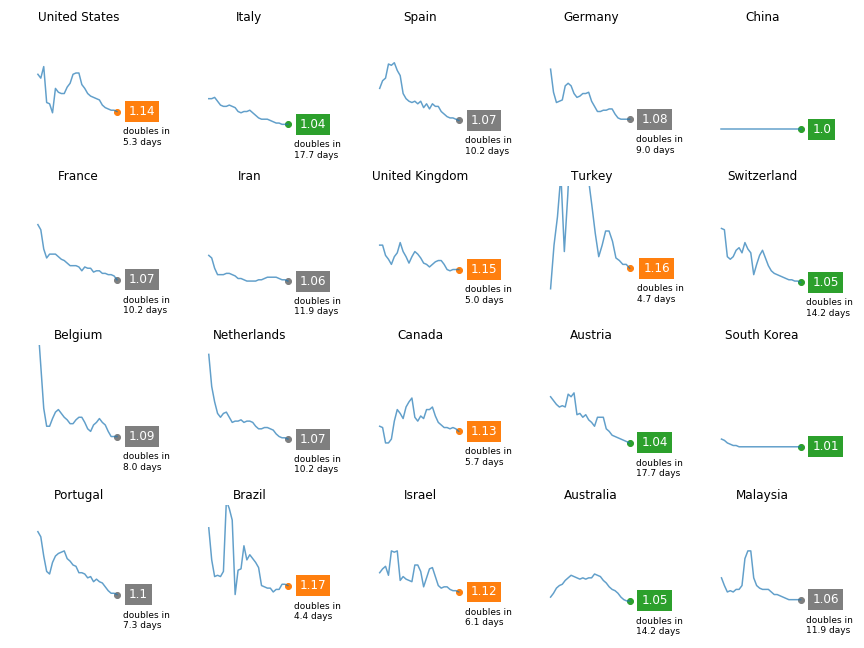 United States
Italy
Spain
Germany
China
1.14
doubles in
5.3 days
1.04
doubles in
17.7 days
1.07
doubles in
10.2 days
1.08
doubles in
9.0 days
1.0
France
Iran
United Kingdom
Turkey
Switzerland
1.07
doubles in
10.2 days
1.06
doubles in
11.9 days
1.15
doubles in
5.0 days
1.16
doubles in
4.7 days
1.05
doubles in
14.2 days
Belgium
Netherlands
Canada
Austria
South Korea
1.09
doubles in
8.0 days
1.07
doubles in
10.2 days
1.13
doubles in
5.7 days
1.04
doubles in
17.7 days
1.01
Portugal
Brazil
Israel
Australia
Malaysia
1.1
doubles in
7.3 days
1.17
doubles in
4.4 days
1.12
doubles in
6.1 days
1.05
doubles in
14.2 days
1.06
doubles in
11.9 days